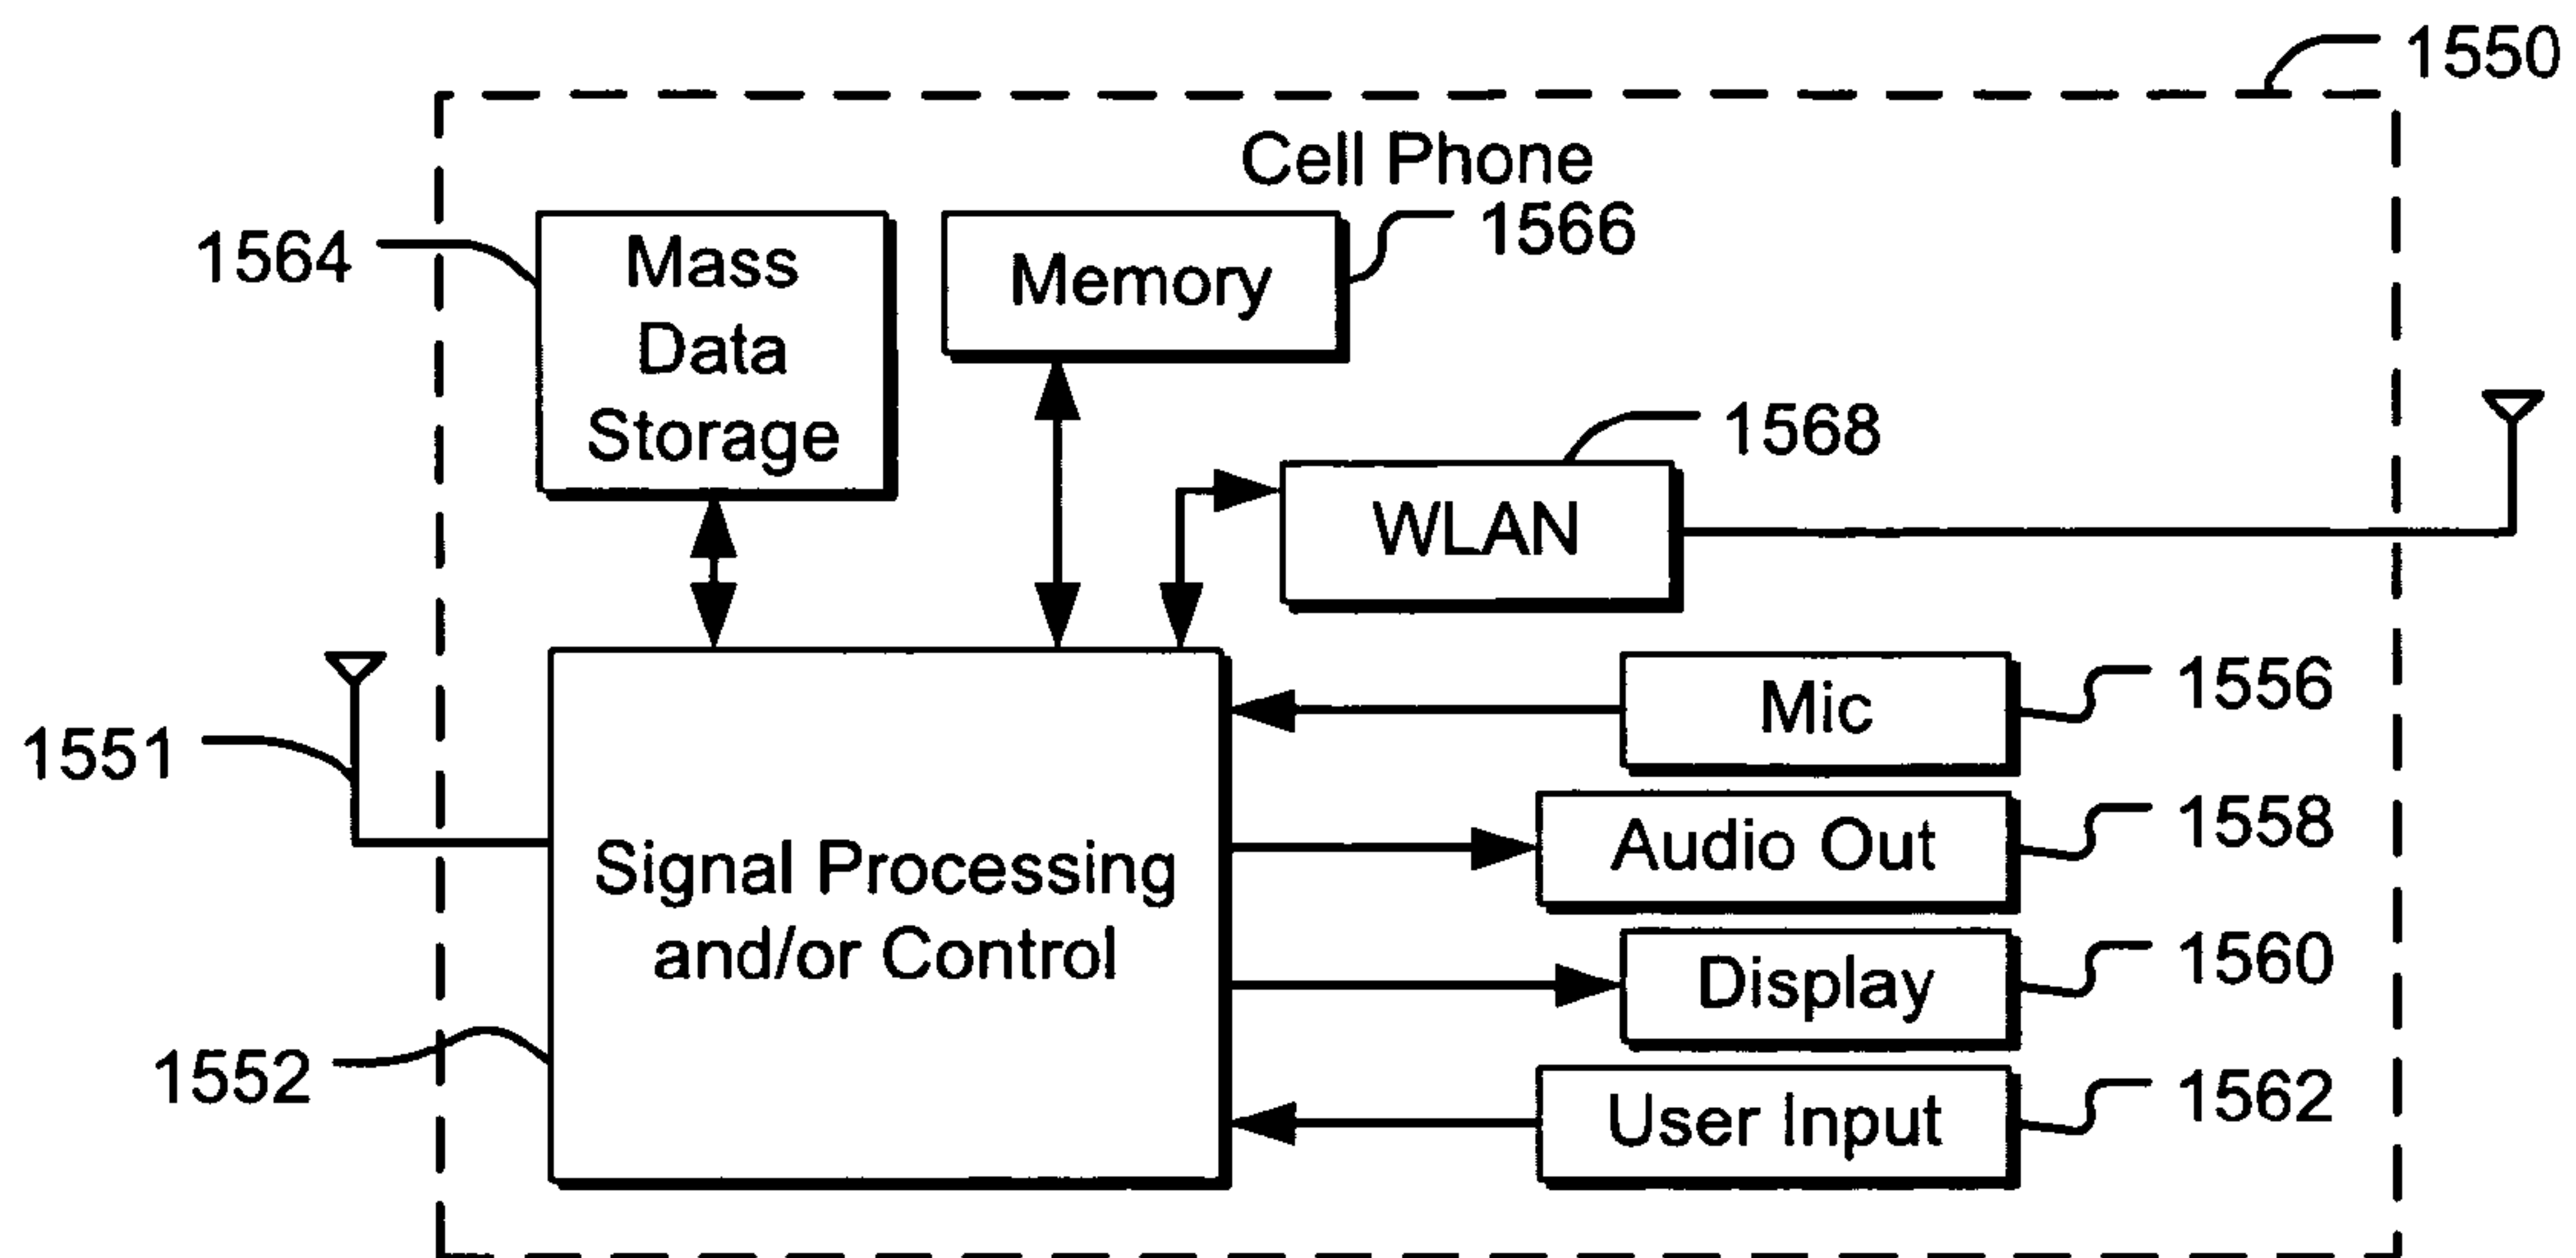 1550
Cell Phone
1564
Mass
Data
Storage
Memory
1566
1568
WLAN
1551
Mic
1556
Audio Out
1558
Signal Processing
and/or Control
Display
1560
1552
User Input
1562